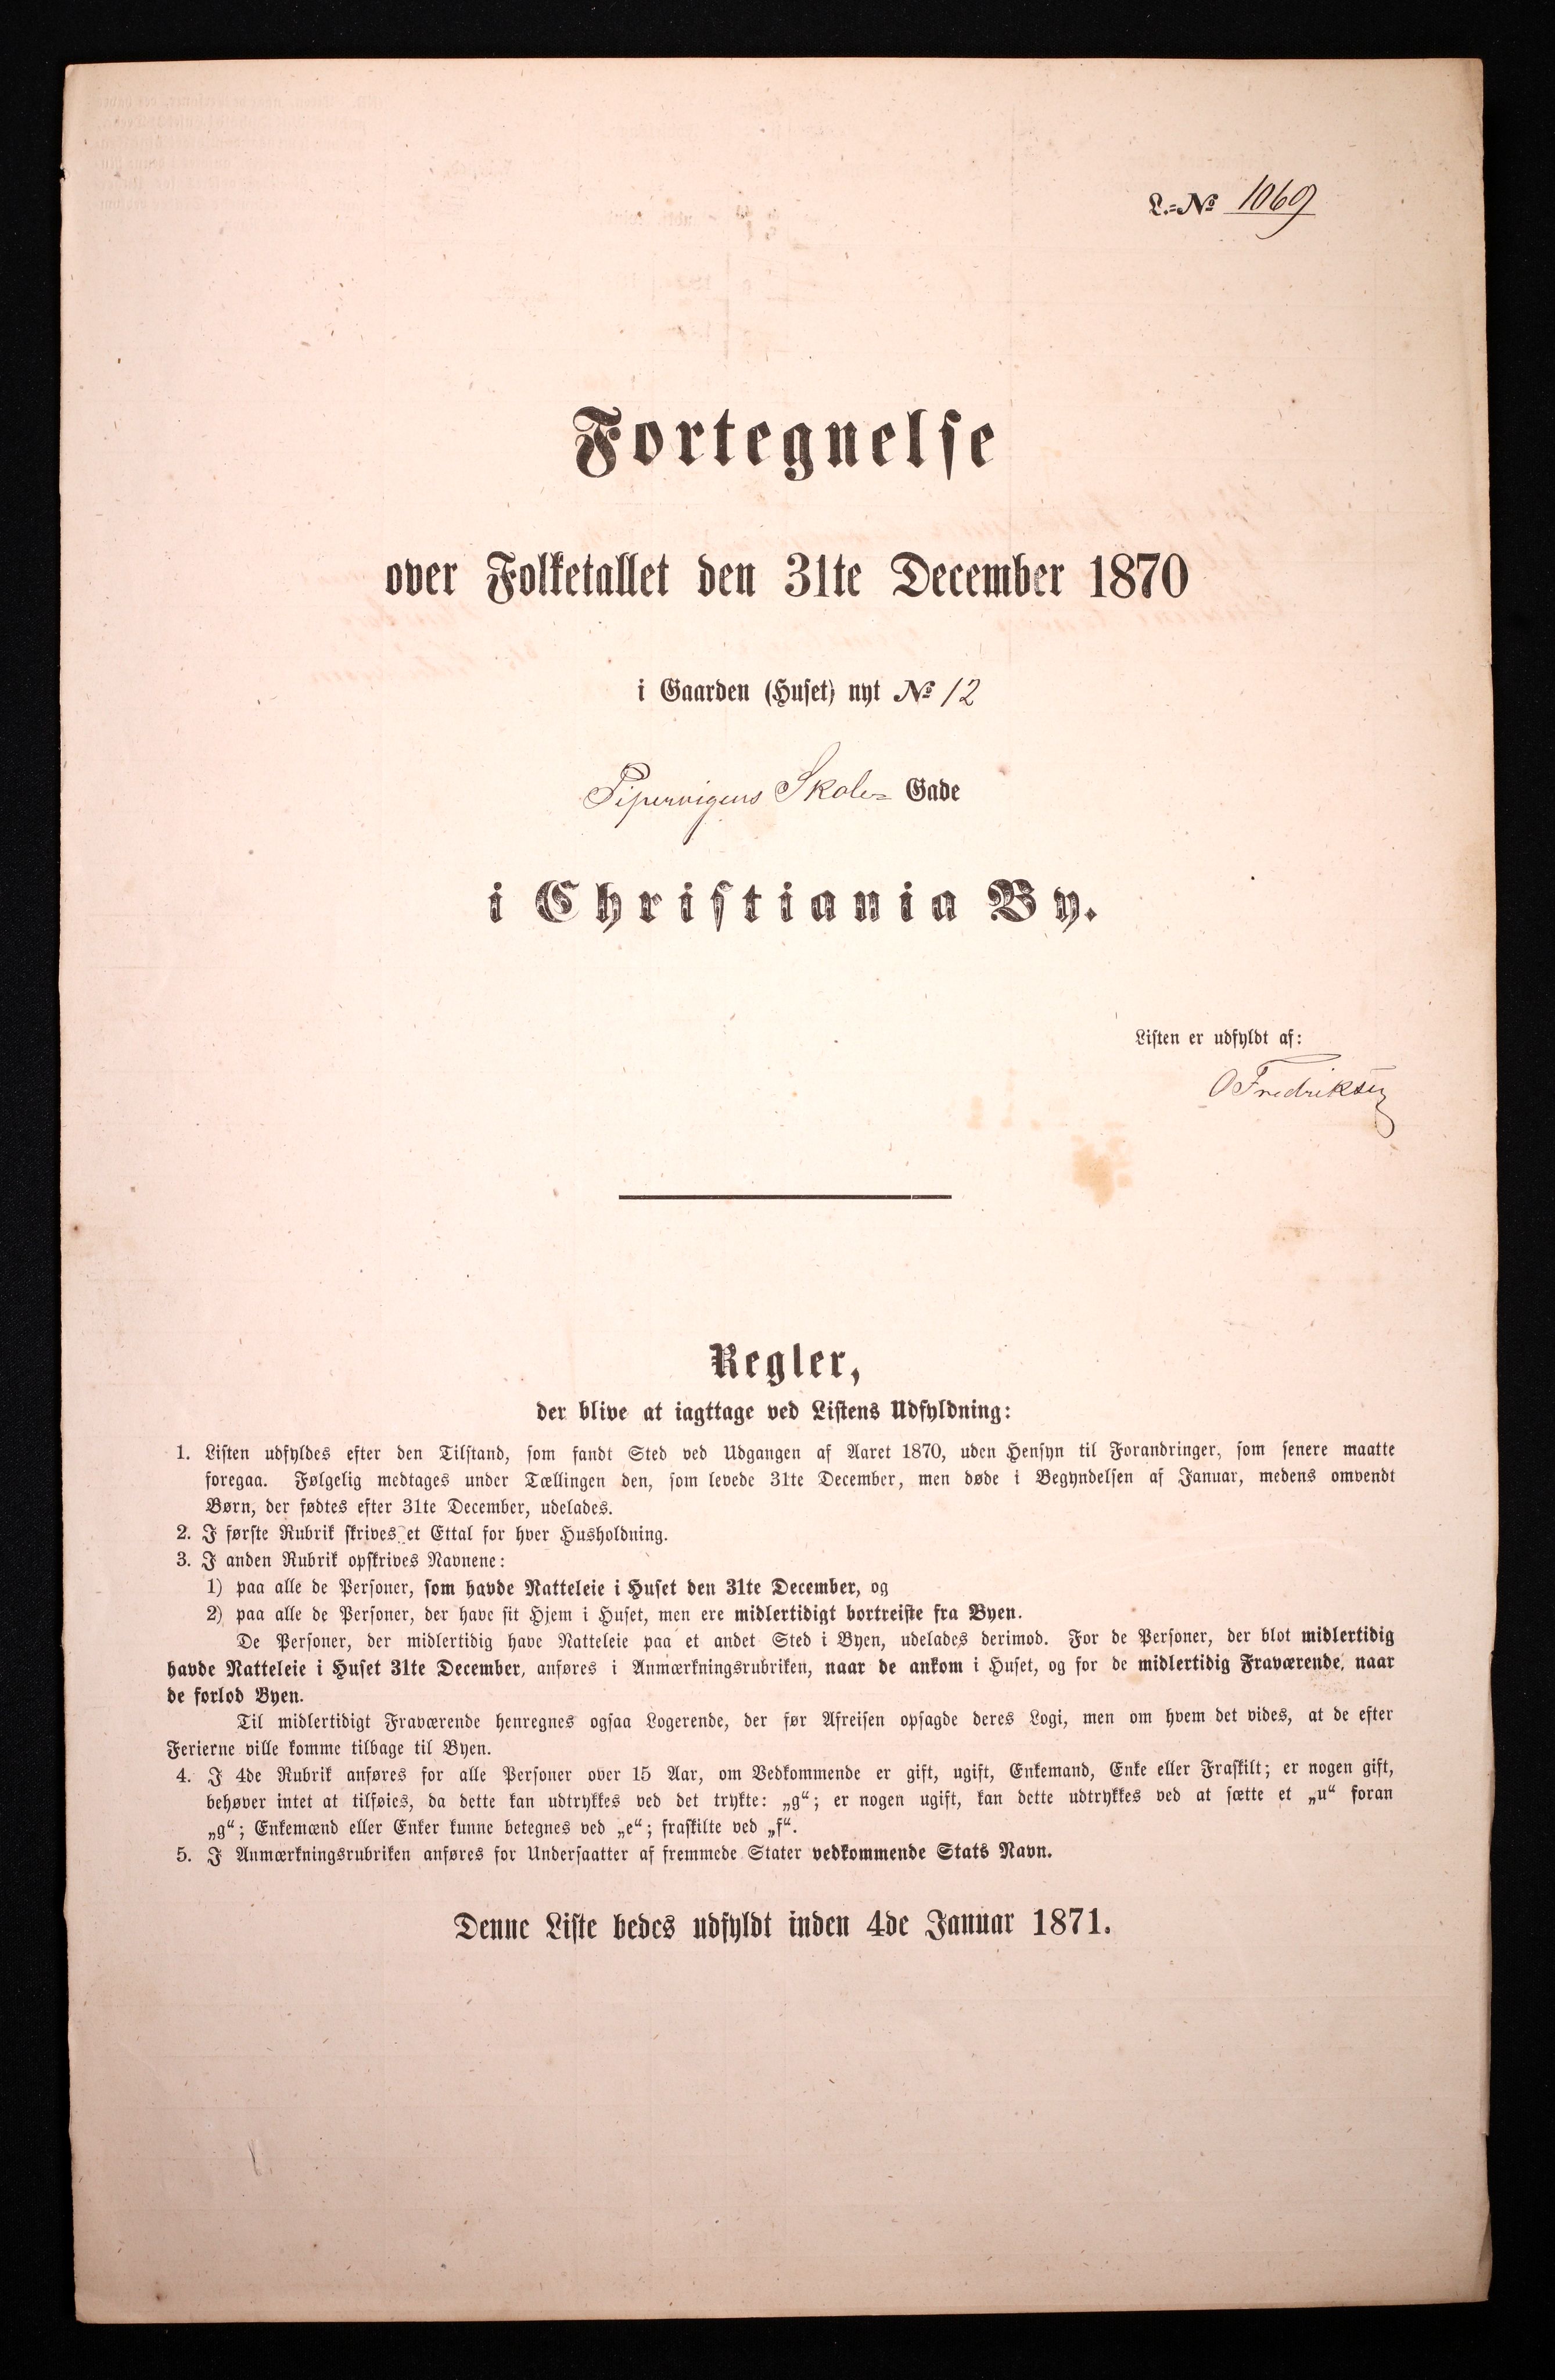 L.-№ 1069
Fortegnelse
over Folketallet den 31te December 1870
i Gaarden (Huset) nyt № 12
Pipervigens Skole- Gade
i Christiania By.
Listen er udfyldt af:
O Fredriksen
Regler,
der blive at iagttage ved Listens Udfyldning:
1. Listen udfyldes efter den Tilstand, som fandt Sted ved Udgangen af Aaret 1870, uden Hensyn til Forandringer, som senere maatte
foregaa. Følgelig medtages under Tællingen den, som levede 31te December, men døde i Begyndelsen af Januar, medens omvendt
Børn, der fødtes efter 31te December, udelades.
2. I første Rubrik skrives et Ettal for hver Husholdning.
3. I anden Rubrik opskrives Navnene:
1) paa alle de Personer, som havde Natteleie i Huset den 31te December, og
2) paa alle de Personer, der have sit Hjem i Huset, men ere midlertidigt bortreiste fra Byen.
De Personer, der midlertidig have Natteleie paa et andet Sted i Byen, udelades derimod. For de Personer, der blot midlertidig
havde Natteleie i Huset 31te December, anføres i Anmærkningsrubriken, naar de ankom i Huset, og for de midlertidig Fraværende, naar
de forlod Byen.
Til midlertidigt Fraværende henregnes ogsaa Logerende, der før Afreisen opsagde deres Logi, men om hvem det vides, at de efter
Ferierne ville komme tilbage til Byen.
4. I 4de Rubrik anføres for alle Personer over 15 Aar, om Vedkommende er gift, ugift, Enkemand, Enke eller Fraskilt; er nogen gift,
behøver intet at tilføies, da dette kan udtrykkes ved det trykte: „g“; er nogen ugift, kan dette udtrykkes ved at sætte et „u“ foran
„g“; Enkemænd eller Enker kunne betegnes ved „e“; fraskilte ved „f“.
5. I Anmærkningsrubriken anføres for Undersaatter af fremmede Stater vedkommende Stats Navn.
Denne Liste bedes udfyldt inden 4de Januar 1871.